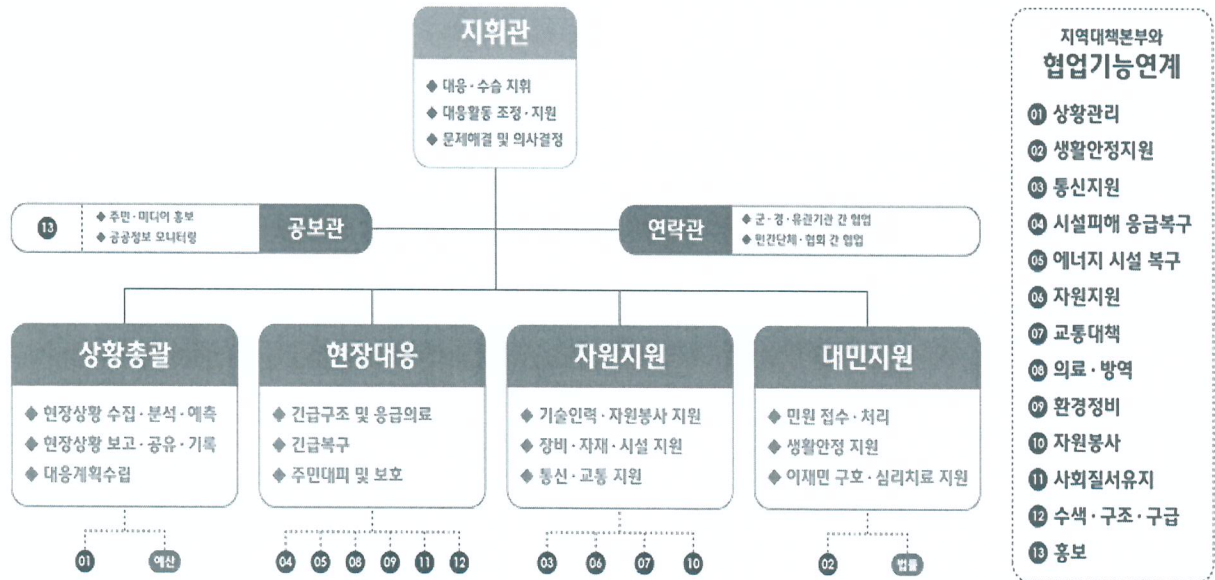 지휘관
◆ 대응·수습 지휘
◆ 대응활동 조정·지원
◆ 문제해결 및 의사결정
13
◆ 주민·미디어 홍보
◆ 공공정보 모니터링
공보관
연락관
◆ 군·경·유관기관 간 협업
◆ 민간단체·협회 간 협업
상황총괄
◆ 현장상황 수집·분석·예측
◆ 현장상황 보고·공유·기록
◆ 대응계획수립
01 예산
현장대응
◆ 긴급구조 및 응급의료
◆ 긴급복구
◆ 주민대피 및 보호
04 05 08 09 11 12
자원지원
◆ 기술인력·자원봉사 지원
◆ 장비·자재·시설 지원
◆ 통신·교통 지원
03 06 07 10
대민지원
◆ 민원 접수·처리
◆ 생활안정 지원
◆ 이재민 구호·심리치료 지원
02 법률
지역대책본부와
협업기능연계
01 상황관리
02 생활안정지원
03 통신지원
04 시설피해 응급복구
05 에너지 시설 복구
06 자원지원
07 교통대책
08 의료·방역
09 환경정비
10 자원봉사
11 사회질서유지
12 수색·구조·구급
13 홍보